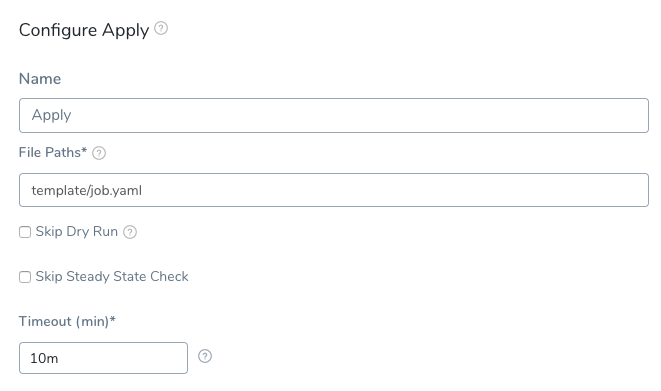 Configure Apply ?
Name
Apply
File Paths* ?
template/job.yaml
Skip Dry Run ?
Skip Steady State Check
Timeout (min)*
10m ?